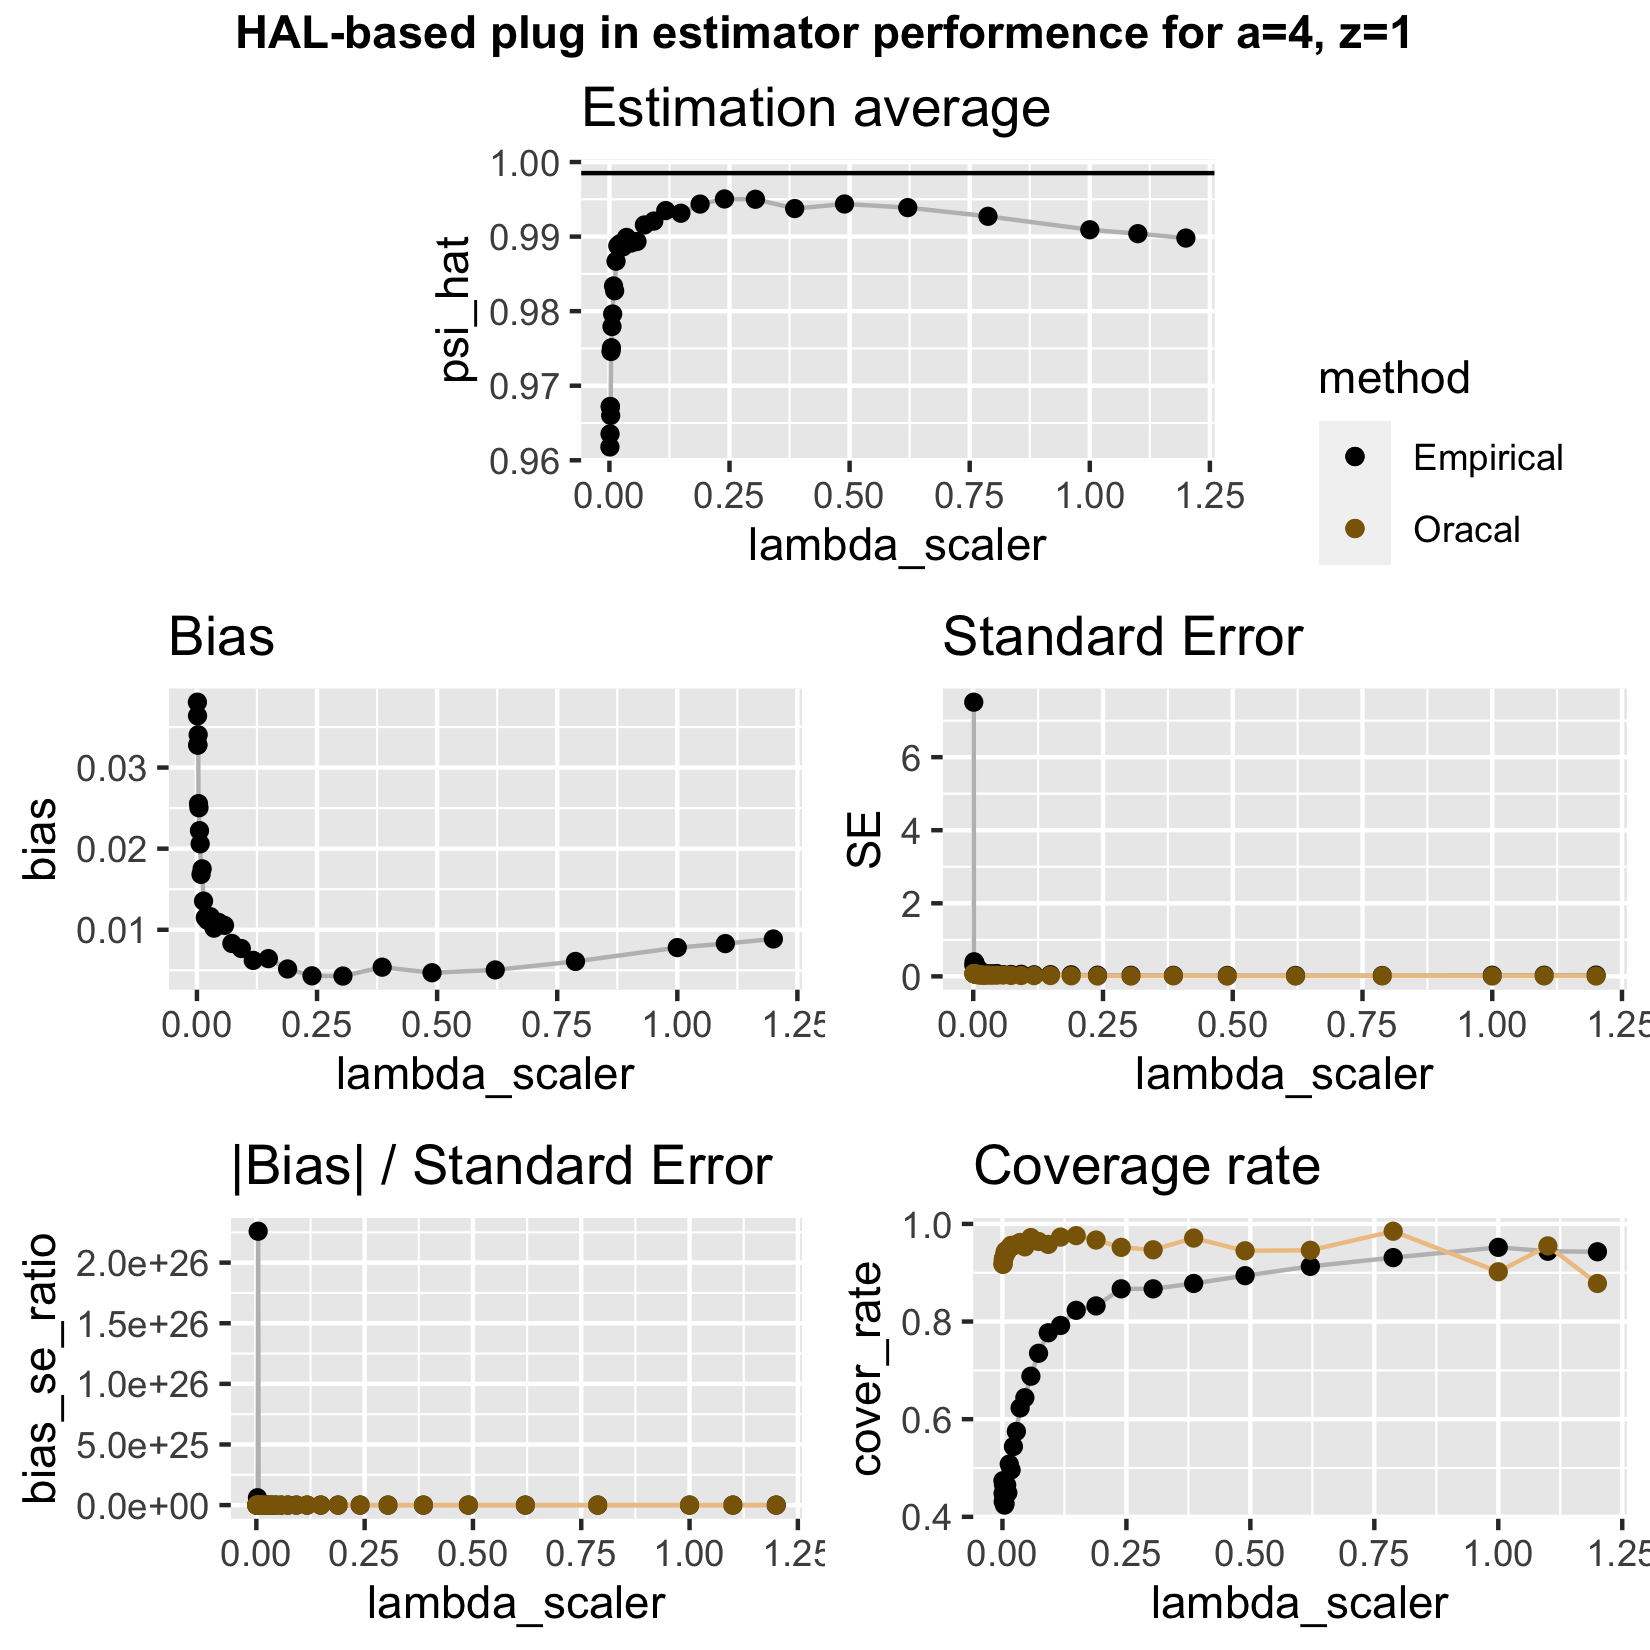 HAL-based plug in estimator performence for a=4, z=1
Estimation average
1.00
0.99
0.98
0.97
0.96
psi_hat
0.00 0.25 0.50 0.75 1.00 1.25
lambda_scaler
method
Empirical
Oracal
Bias
0.03
0.02
0.01
bias
0.00 0.25 0.50 0.75 1.00 1.25
lambda_scaler
Standard Error
6
4
2
0
SE
0.00 0.25 0.50 0.75 1.00 1.25
lambda_scaler
|Bias| / Standard Error
2.0e+26
1.5e+26
1.0e+26
5.0e+25
0.0e+00
bias_se_ratio
0.00 0.25 0.50 0.75 1.00 1.25
lambda_scaler
Coverage rate
1.0
0.8
0.6
0.4
cover_rate
0.00 0.25 0.50 0.75 1.00 1.25
lambda_scaler